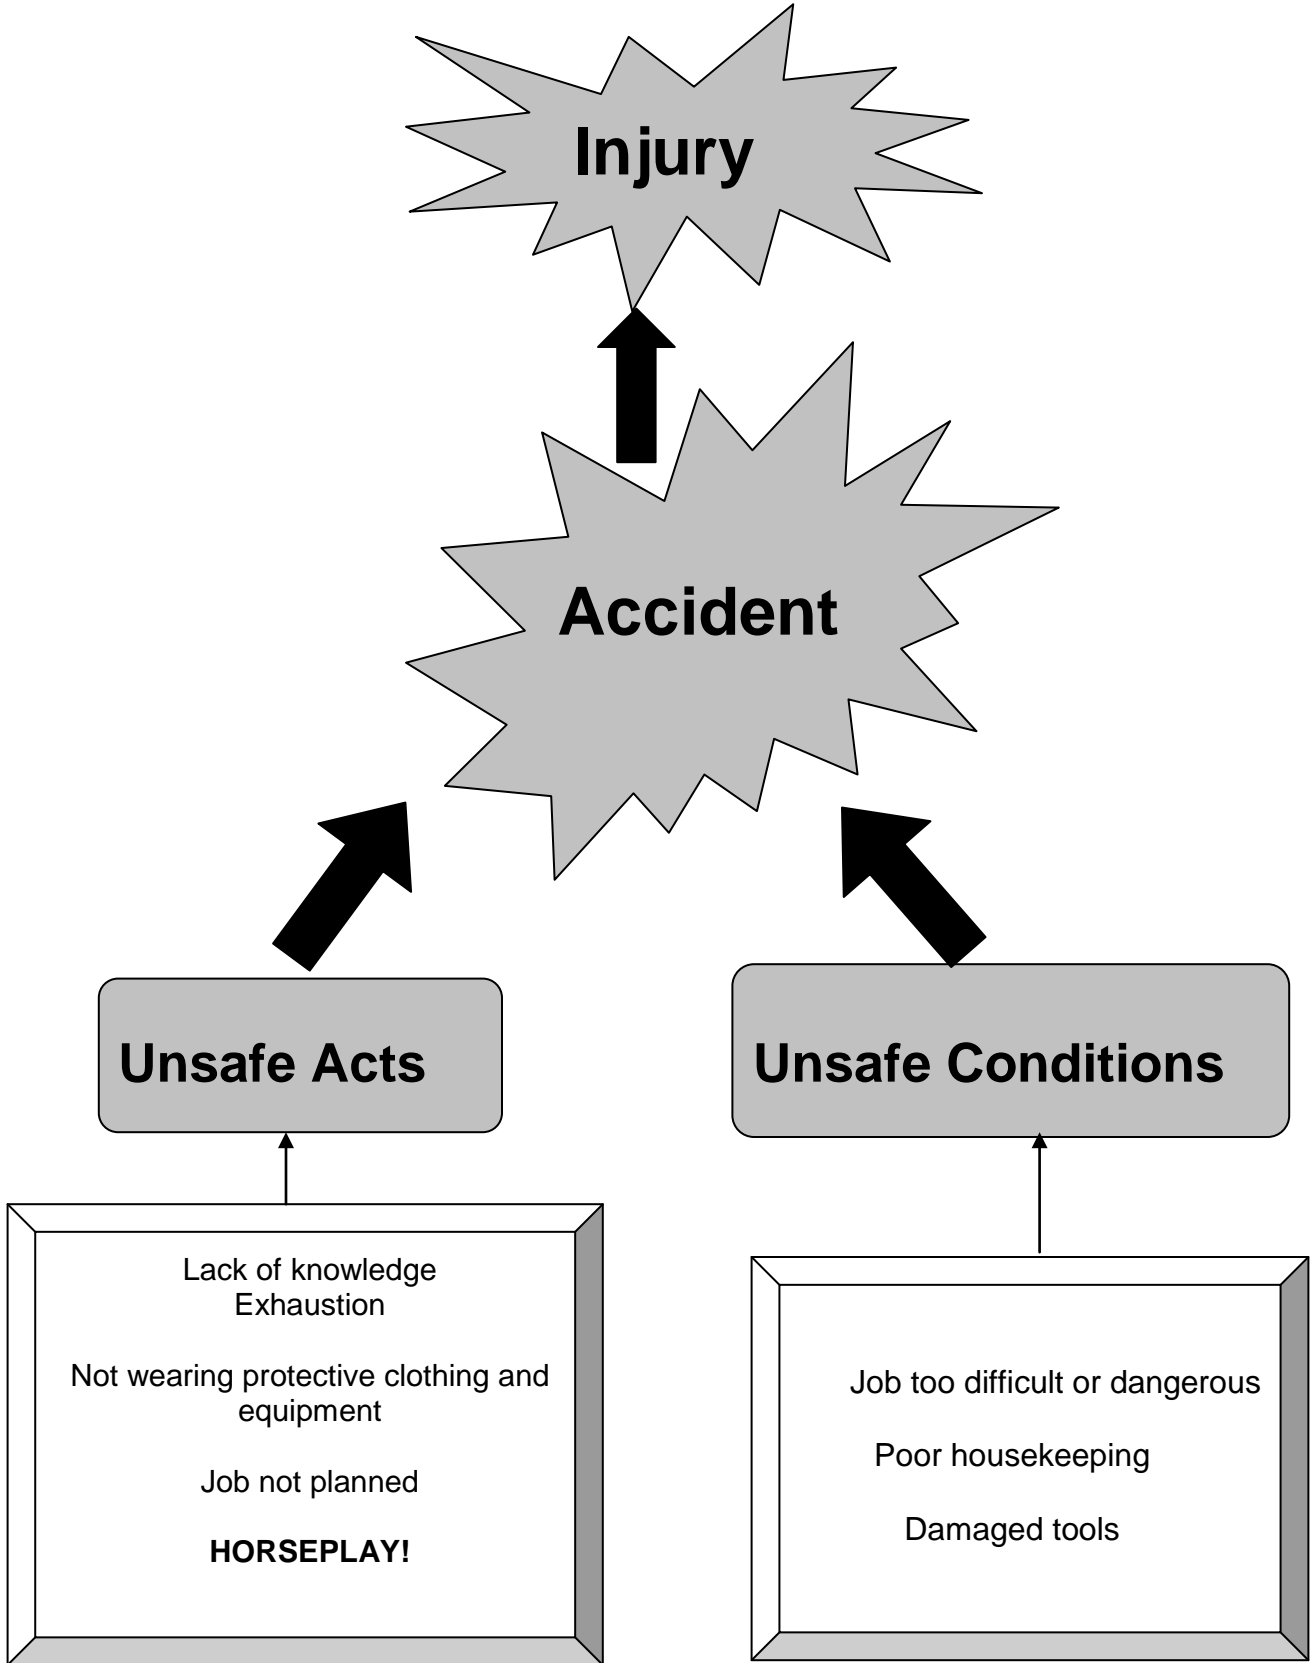 Injury
Accident
Unsafe Acts
Unsafe Conditions
Lack of knowledge
Exhaustion
Not wearing protective clothing and
equipment
Job not planned
HORSEPLAY!
Job too difficult or dangerous
Poor housekeeping
Damaged tools